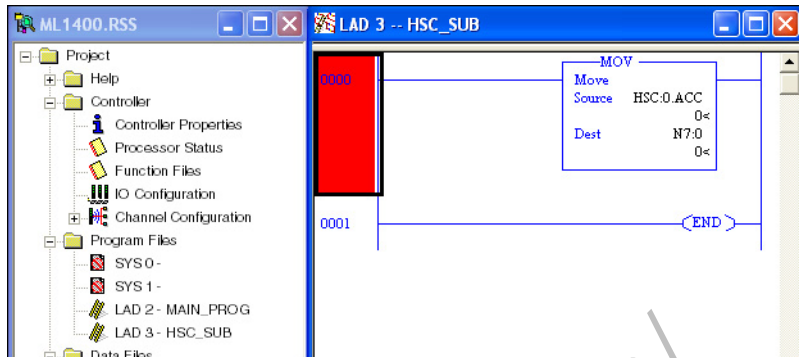 ML1400.RSS
Project
Help
Controller
Controller Properties
Processor Status
Function Files
IO Configuration
Channel Configuration
Program Files
SYS 0 -
SYS 1 -
LAD 2 - MAIN_PROG
LAD 3 - HSC_SUB
Data Files
LAD 3 -- HSC_SUB
0000
MOV
Move
Source HSC:0.ACC
0<
Dest N7:0
0<
0001
END